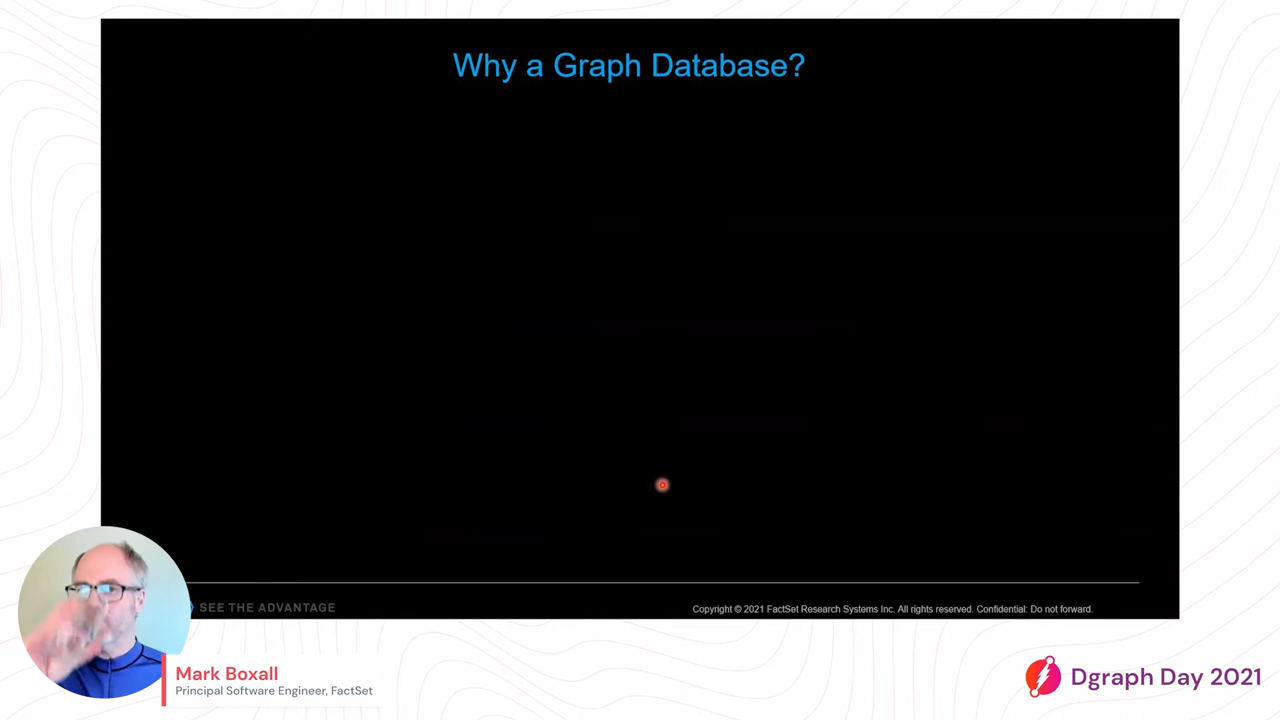 Why a Graph Database?
SEE THE ADVANTAGE
Copyright © 2021 FactSet Research Systems Inc. All rights reserved. Confidential: Do not forward.
Mark Boxall
Principal Software Engineer, FactSet
Dgraph Day 2021